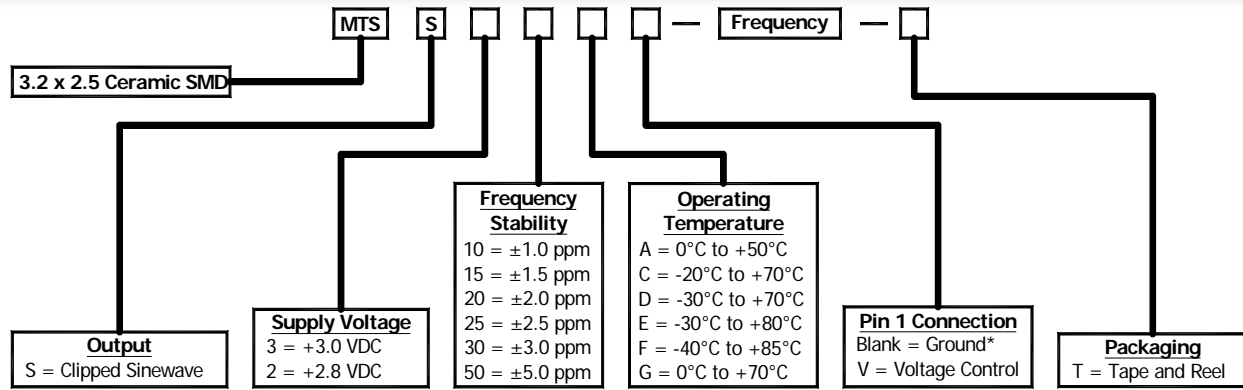 MTS S — Frequency —
3.2 x 2.5 Ceramic SMD
Output
S = Clipped Sinewave
Supply Voltage
3 = +3.0 VDC
2 = +2.8 VDC
Frequency
Stability
10 = ±1.0 ppm
15 = ±1.5 ppm
20 = ±2.0 ppm
25 = ±2.5 ppm
30 = ±3.0 ppm
50 = ±5.0 ppm
Operating
Temperature
A = 0°C to +50°C
C = -20°C to +70°C
D = -30°C to +70°C
E = -30°C to +80°C
F = -40°C to +85°C
G = 0°C to +70°C
Pin 1 Connection
Blank = Ground*
V = Voltage Control
Packaging
T = Tape and Reel